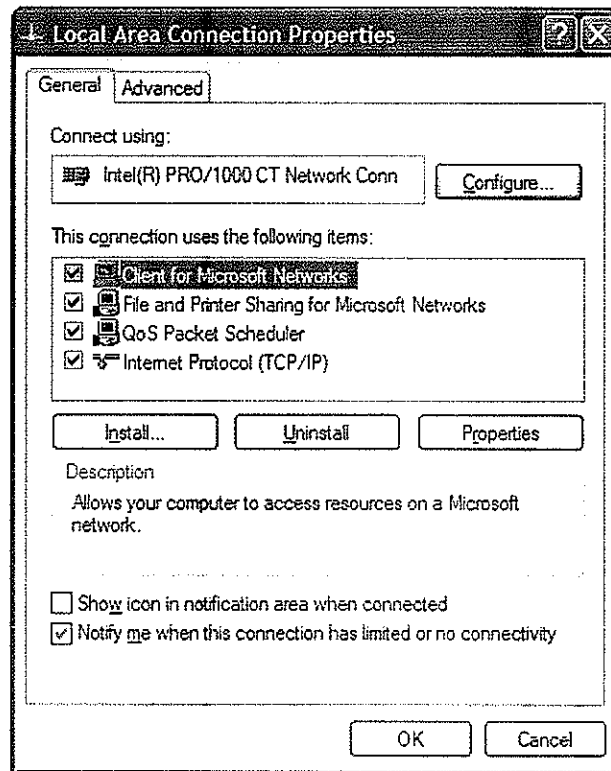 Local Area Connection Properties
General Advanced
Connect using:
Intel(R) PRO/1000 CT Network Conn
Configure...
This connection uses the following items:
Client for Microsoft Networks
File and Printer Sharing for Microsoft Networks
QoS Packet Scheduler
Internet Protocol (TCP/IP)
Install... Uninstall Properties
Description
Allows your computer to access resources on a Microsoft
network.
Show icon in notification area when connected
Notify me when this connection has limited or no connectivity
OK Cancel